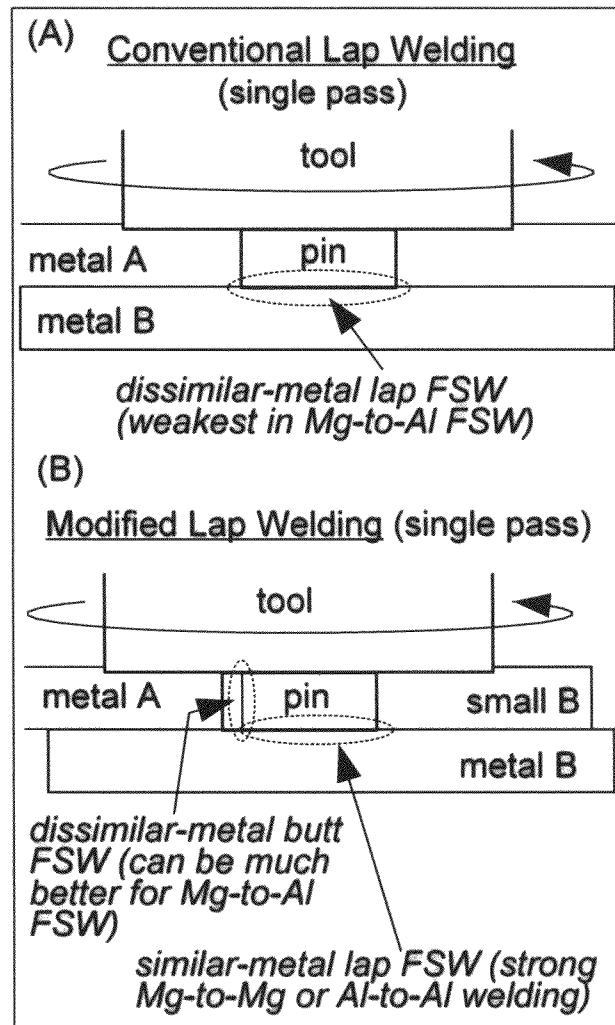 (A)
Conventional Lap Welding
(single pass)
tool
pin
metal A
metal B
dissimilar-metal lap FSW
(weakest in Mg-to-Al FSW)
(B)
Modified Lap Welding (single pass)
tool
metal A
pin
small B
metal B
dissimilar-metal butt
FSW (can be much
better for Mg-to-Al
FSW)
similar-metal lap FSW (strong
Mg-to-Mg or Al-to-Al welding)